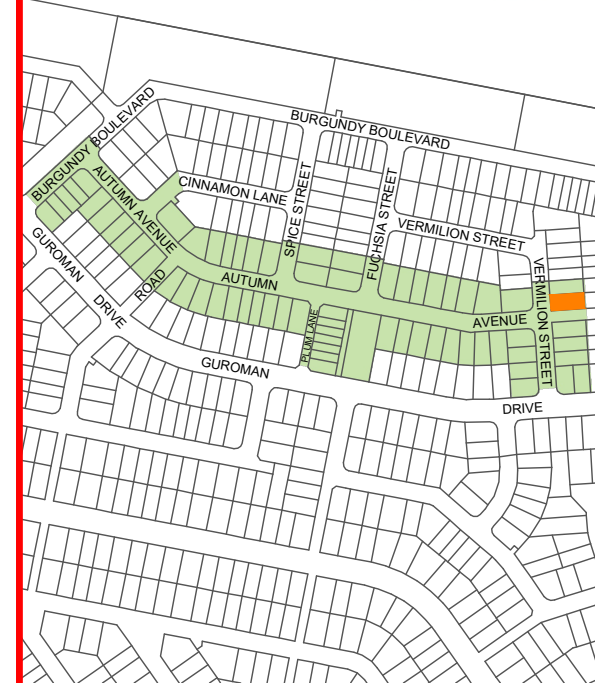 BURGUNDY BOULEVARD
BURGUNDY BOULEVARD
AUTUMN AVENUE
CINNAMON LANE
SPICE STREET
FUCHSIA STREET
VERMILION STREET
GUROMAN
DRIVE
ROAD
AUTUMN
AVENUE
VERMILION STREET
PLUM LANE
GUROMAN
DRIVE